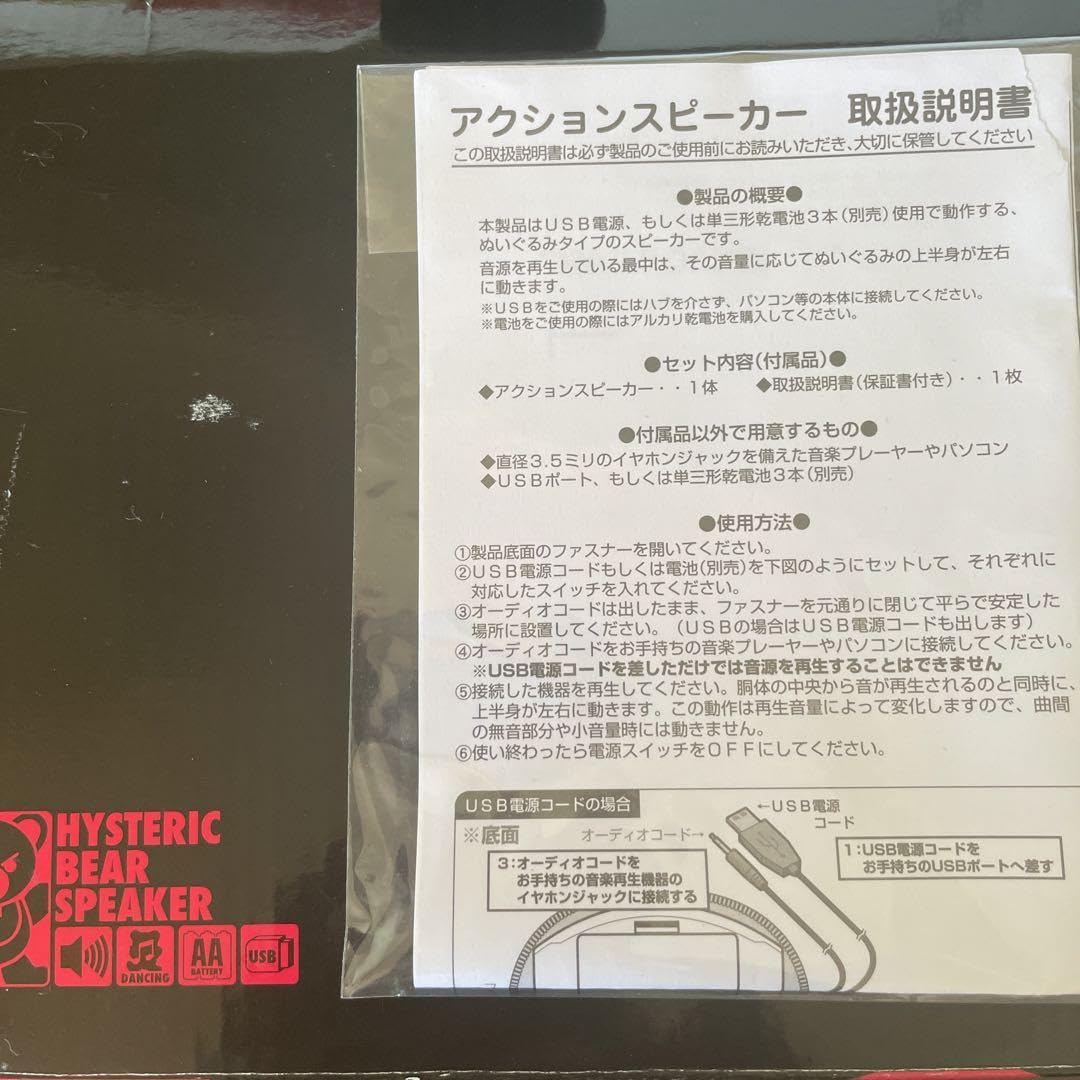 アクションスピーカー　取扱説明書
この取扱説明書は必ず製品のご使用前にお読みいただき、大切に保管してください
●製品の概要●
本製品はＵＳＢ電源、もしくは単三形乾電池３本（別売）使用で動作する、
ぬいぐるみタイプのスピーカーです。
音源を再生している最中は、その音量に応じてぬいぐるみの上半身が左右
に動きます。
※ＵＳＢをご使用の際にはハブを介さず、パソコン等の本体に接続してください。
※電池をご使用の際にはアルカリ乾電池を購入してください。
●セット内容（付属品）●
◆アクションスピーカー・・１体　◆取扱説明書（保証書付き）・・１枚
●付属品以外で用意するもの●
◆直径３.５ミリのイヤホンジャックを備えた音楽プレーヤーやパソコン
◆ＵＳＢポート、もしくは単三形乾電池３本（別売）
●使用方法●
①製品底面のファスナーを開いてください。
②ＵＳＢ電源コードもしくは電池（別売）を下図のようにセットして、それぞれに
対応したスイッチを入れてください。
③オーディオコードは出したまま、ファスナーを元通りに閉じて平らで安定した
場所に設置してください。（ＵＳＢの場合はＵＳＢ電源コードも出します）
④オーディオコードをお手持ちの音楽プレーヤーやパソコンに接続してください。
※USB電源コードを差しただけでは音源を再生することはできません
⑤接続した機器を再生してください。胴体の中央から音が再生されるのと同時に、
上半身が左右に動きます。この動作は再生音量によって変化しますので、曲間
の無音部分や小音量時には動きません。
⑥使い終わったら電源スイッチをＯＦＦにしてください。
ＵＳＢ電源コードの場合
※底面
オーディオコード→
←ＵＳＢ電源
コード
1：USB電源コードを
お手持ちのUSBポートへ差す
3：オーディオコードを
お手持ちの音楽再生機器の
イヤホンジャックに接続する
HYSTERIC
BEAR
SPEAKER
DANCING
AA
BATTERY
USB